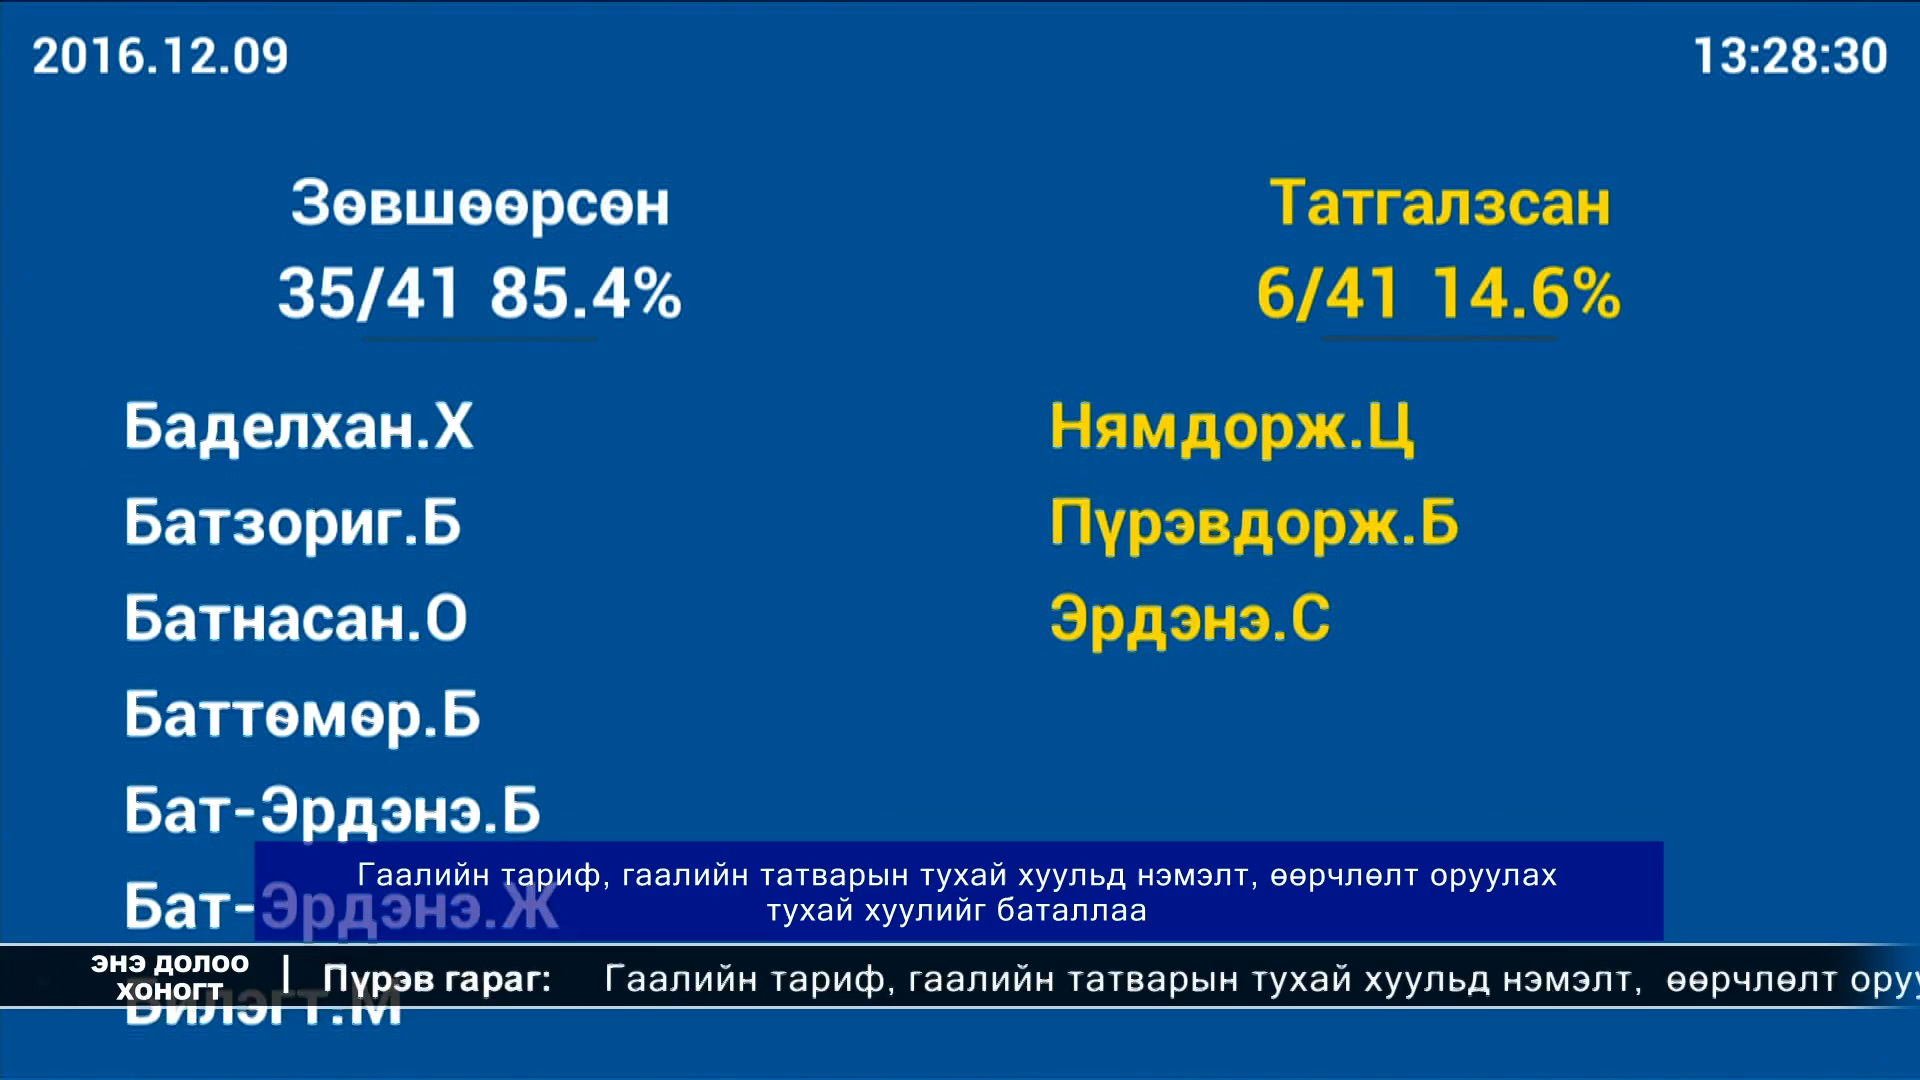 2016.12.09
13:28:30
Зөвшөөрсөн
35/41 85.4%
Татгалзсан
6/41 14.6%
Баделхан.Х
Батзориг.Б
Батнасан.О
Баттөмөр.Б
Бат-Эрдэнэ.Б
Бат-Эрдэнэ.Ж
Билэгт.М
Нямдорж.Ц
Пүрэвдорж.Б
Эрдэнэ.С
Гаалийн тариф, гаалийн татварын тухай хуульд нэмэлт, өөрчлөлт оруулах
тухай хуулийг баталлаа
ЭНЭ ДОЛОО
ХОНОГТ
Пүрэв гараг: Гаалийн тариф, гаалийн татварын тухай хуульд нэмэлт, өөрчлөлт оруу